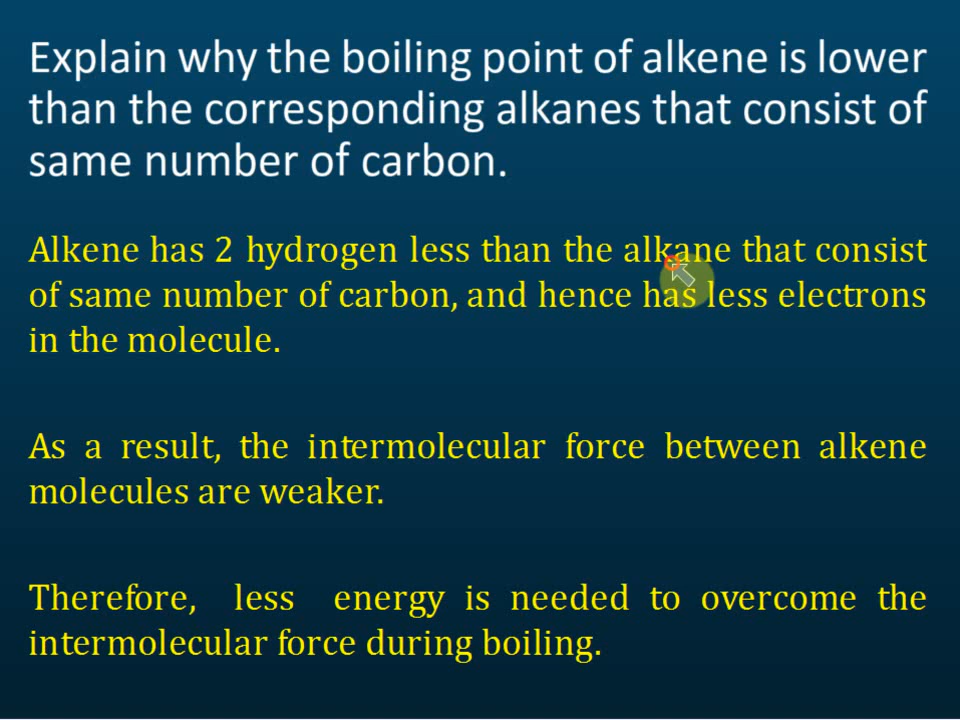 Explain why the boiling point of alkene is lower
than the corresponding alkanes that consist of
same number of carbon.
Alkene has 2 hydrogen less than the alkane that consist
of same number of carbon, and hence has less electrons
in the molecule.
As a result, the intermolecular force between alkene
molecules are weaker.
Therefore, less energy is needed to overcome the
intermolecular force during boiling.